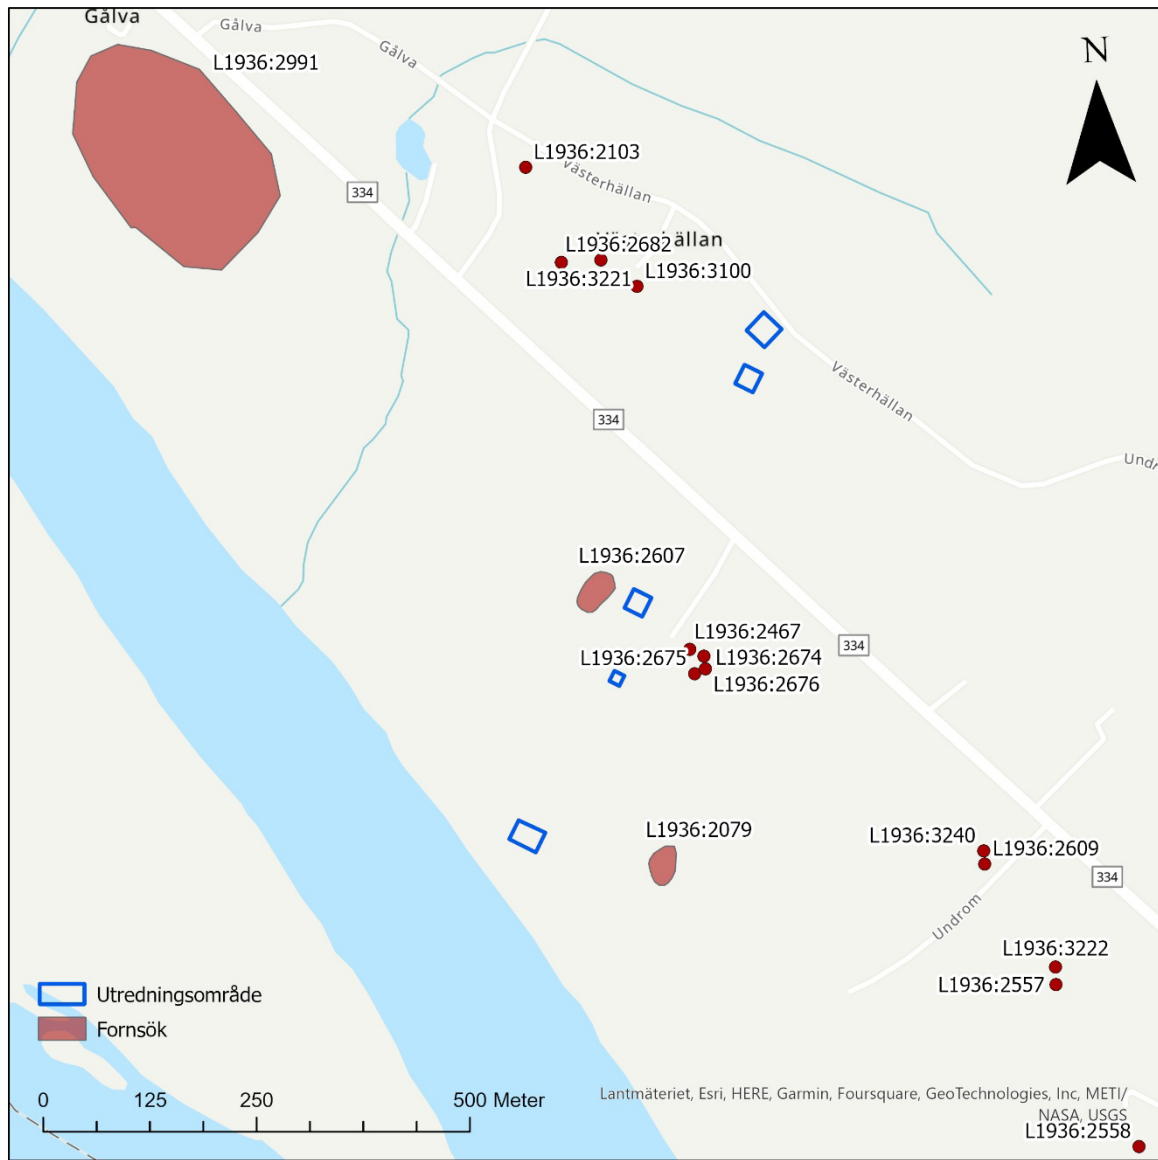 Gålva
Gålva
L1936:2991
Gålva
N
L1936:2103
Västerhällan
334
L1936:2682
L1936:3221
L1936:3100
Västerhällan
334
L1936:2607
L1936:2467
L1936:2675
L1936:2674
L1936:2676
334
L1936:2079
L1936:3240
L1936:2609
334
Undrom
L1936:3222
L1936:2557
Utredningsområde
Fornsök
0 125 250 500 Meter
Lantmäteriet, Esri, HERE, Garmin, Foursquare, GeoTechnologies, Inc, METI/
NASA, USGS
L1936:2558